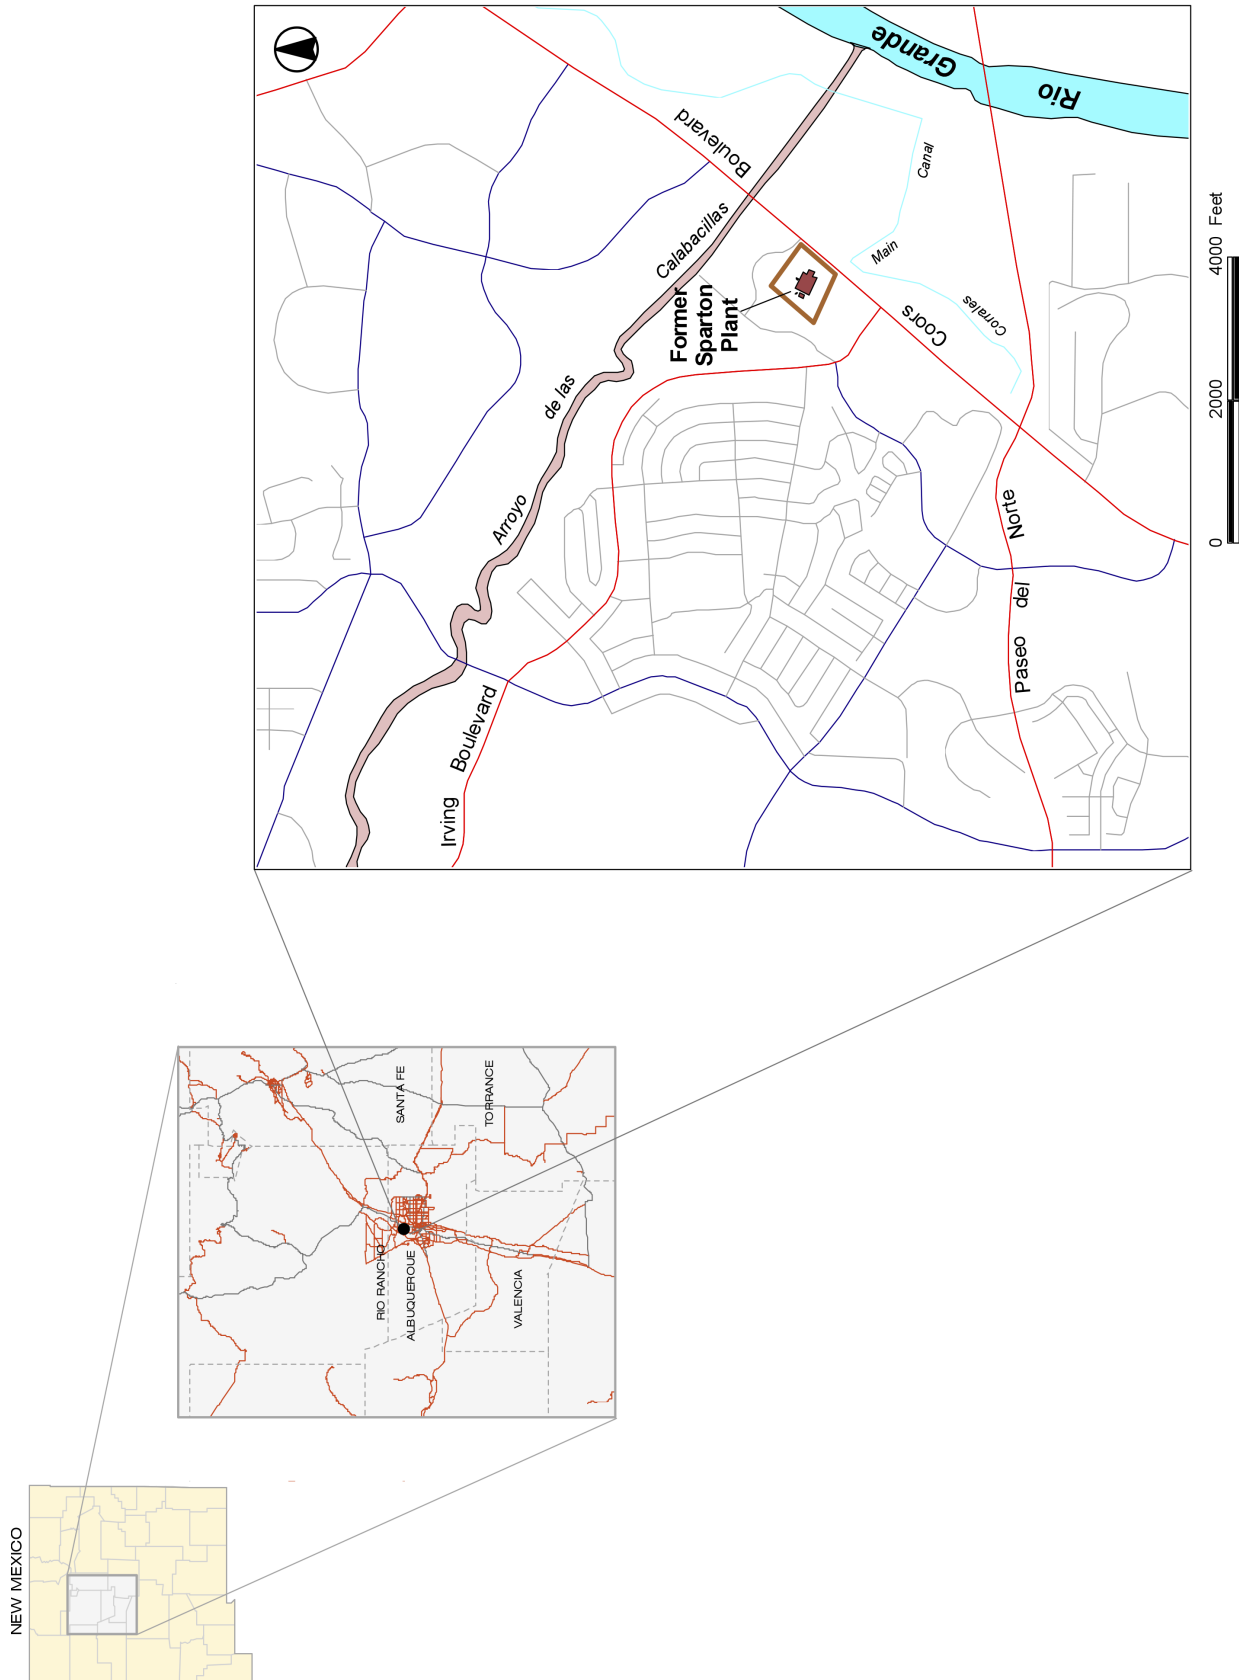 NEW MEXICO
SANTA FE
TORRANCE
RIO RANCHO
ALBUQUERQUE
VALENCIA
Rio Grande
Boulevard
Coors
Calabacillas
de las
Arroyo
Former
Sparton
Plant
Canal
Main
Corrales
Irving Boulevard
Paseo del Norte
0 2000 4000 Feet